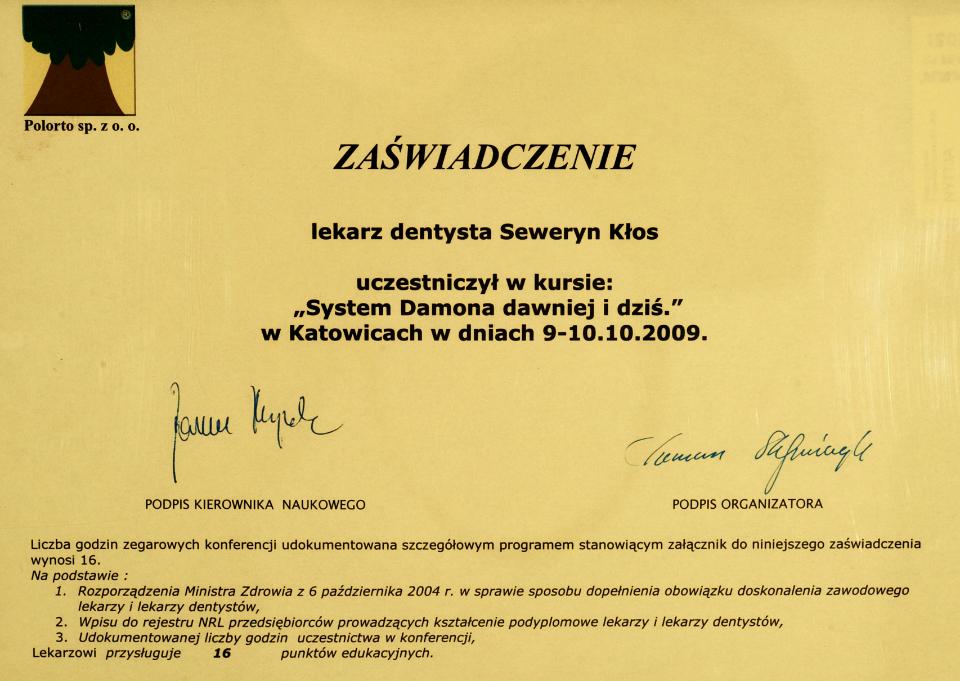 ®
Polorto sp. z o. o.
ZAŚWIADCZENIE
lekarz dentysta Seweryn Kłos
uczestniczył w kursie:
„System Damona dawniej i dziś.”
w Katowicach w dniach 9-10.10.2009.
PODPIS KIEROWNIKA NAUKOWEGO
PODPIS ORGANIZATORA
Liczba godzin zegarowych konferencji udokumentowana szczegółowym programem stanowiącym załącznik do niniejszego zaświadczenia
wynosi 16.
Na podstawie :
1. Rozporządzenia Ministra Zdrowia z 6 października 2004 r. w sprawie sposobu dopełnienia obowiązku doskonalenia zawodowego
lekarzy i lekarzy dentystów,
2. Wpisu do rejestru NRL przedsiębiorców prowadzących kształcenie podyplomowe lekarzy i lekarzy dentystów,
3. Udokumentowanej liczby godzin uczestnictwa w konferencji,
Lekarzowi przysługuje 16 punktów edukacyjnych.